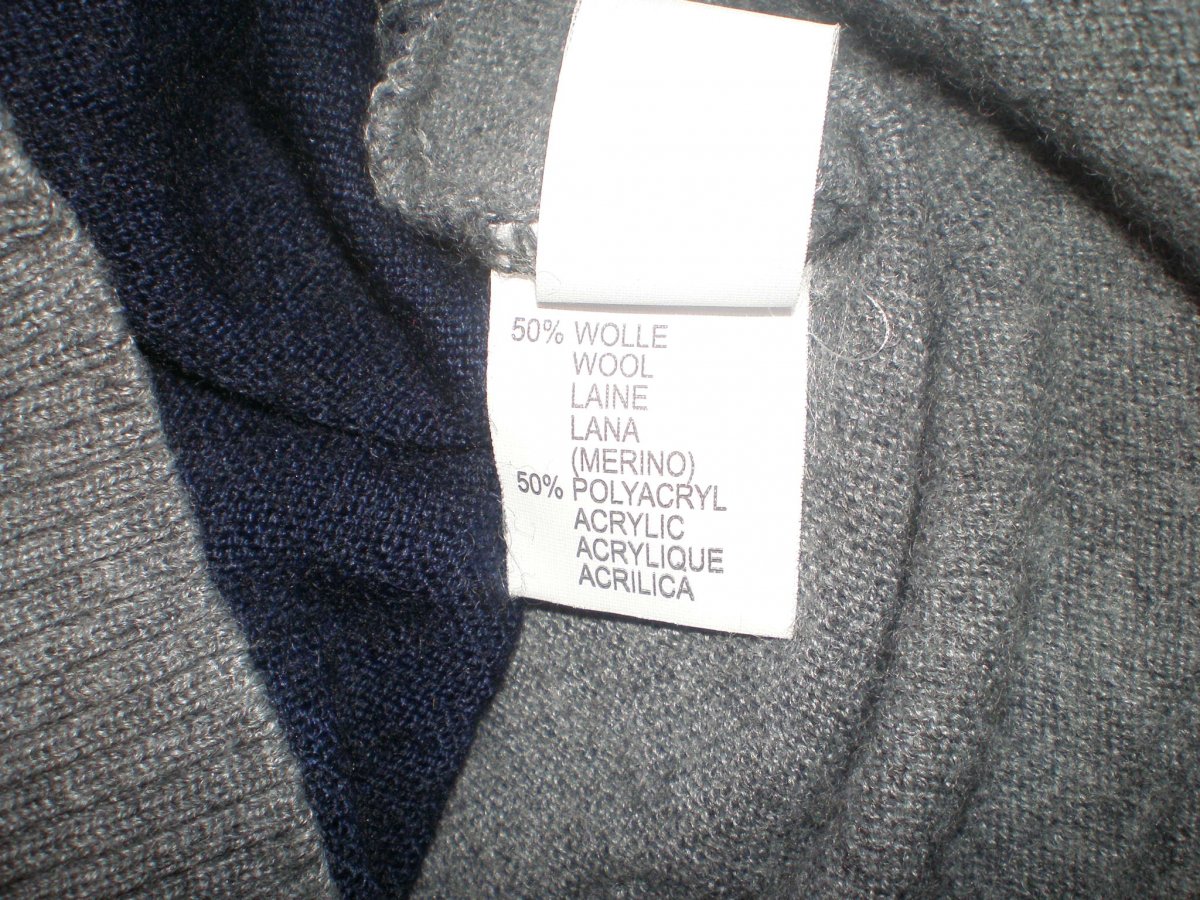 50% WOLLE
WOOL
LAINE
LANA
(MERINO)
50% POLYACRYL
ACRYLIC
ACRYLIQUE
ACRILICA